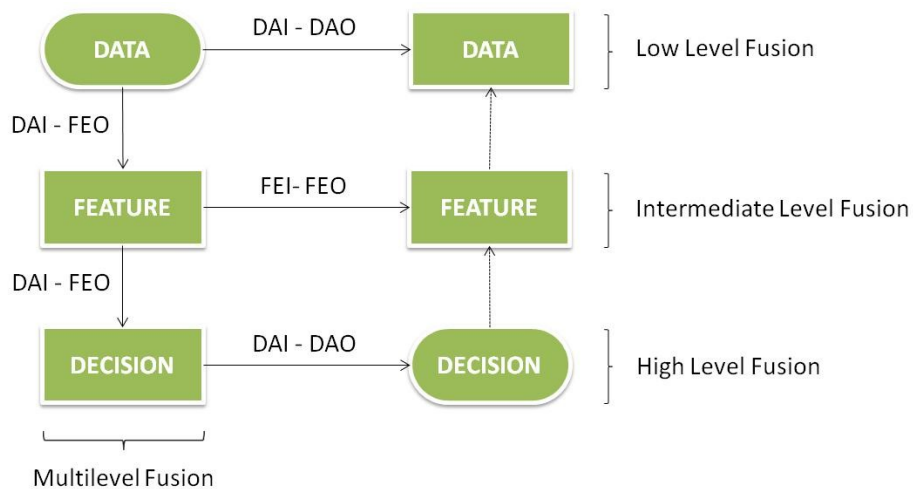 DATA
DAI - DAO
DATA
Low Level Fusion
DAI - FEO
FEATURE
FEI- FEO
FEATURE
Intermediate Level Fusion
DAI - FEO
DECISION
DAI - DAO
DECISION
High Level Fusion
Multilevel Fusion